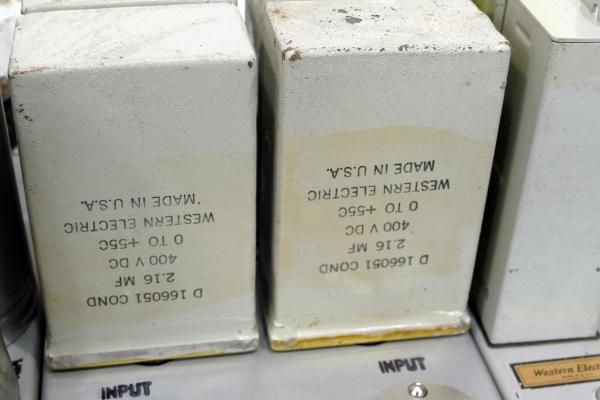 D 166051 COND
2.16 MF
400 V DC
0 TO +55C
WESTERN ELECTRIC
MADE IN U.S.A.
D 166051 COND
2.16 MF
400 V DC
0 TO +55C
WESTERN ELECTRIC
MADE IN U.S.A.
INPUT
INPUT
Western Elect